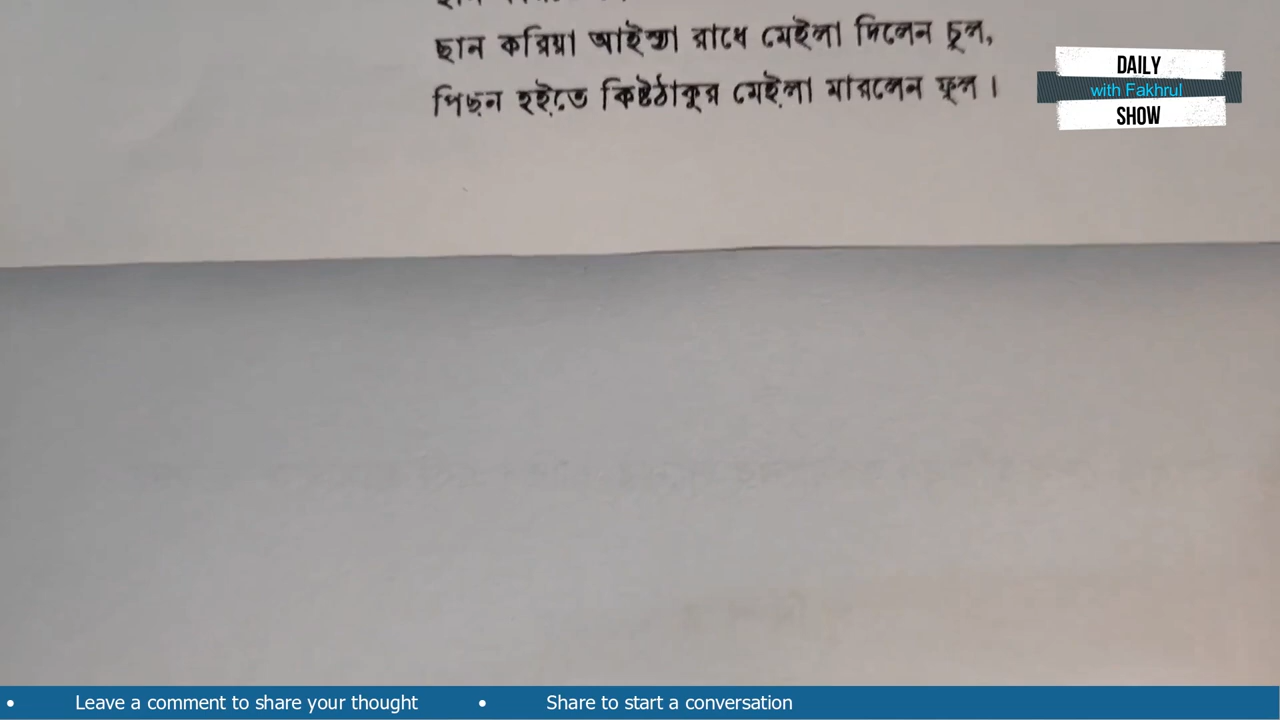 ছান করিয়া আইস্যা রাধে মেইলা দিলেন চুল,
পিছন হইতে কিষ্টঠাকুর মেইলা মারলেন ফুল।
DAILY
with Fakhrul
SHOW
• Leave a comment to share your thought • Share to start a conversation